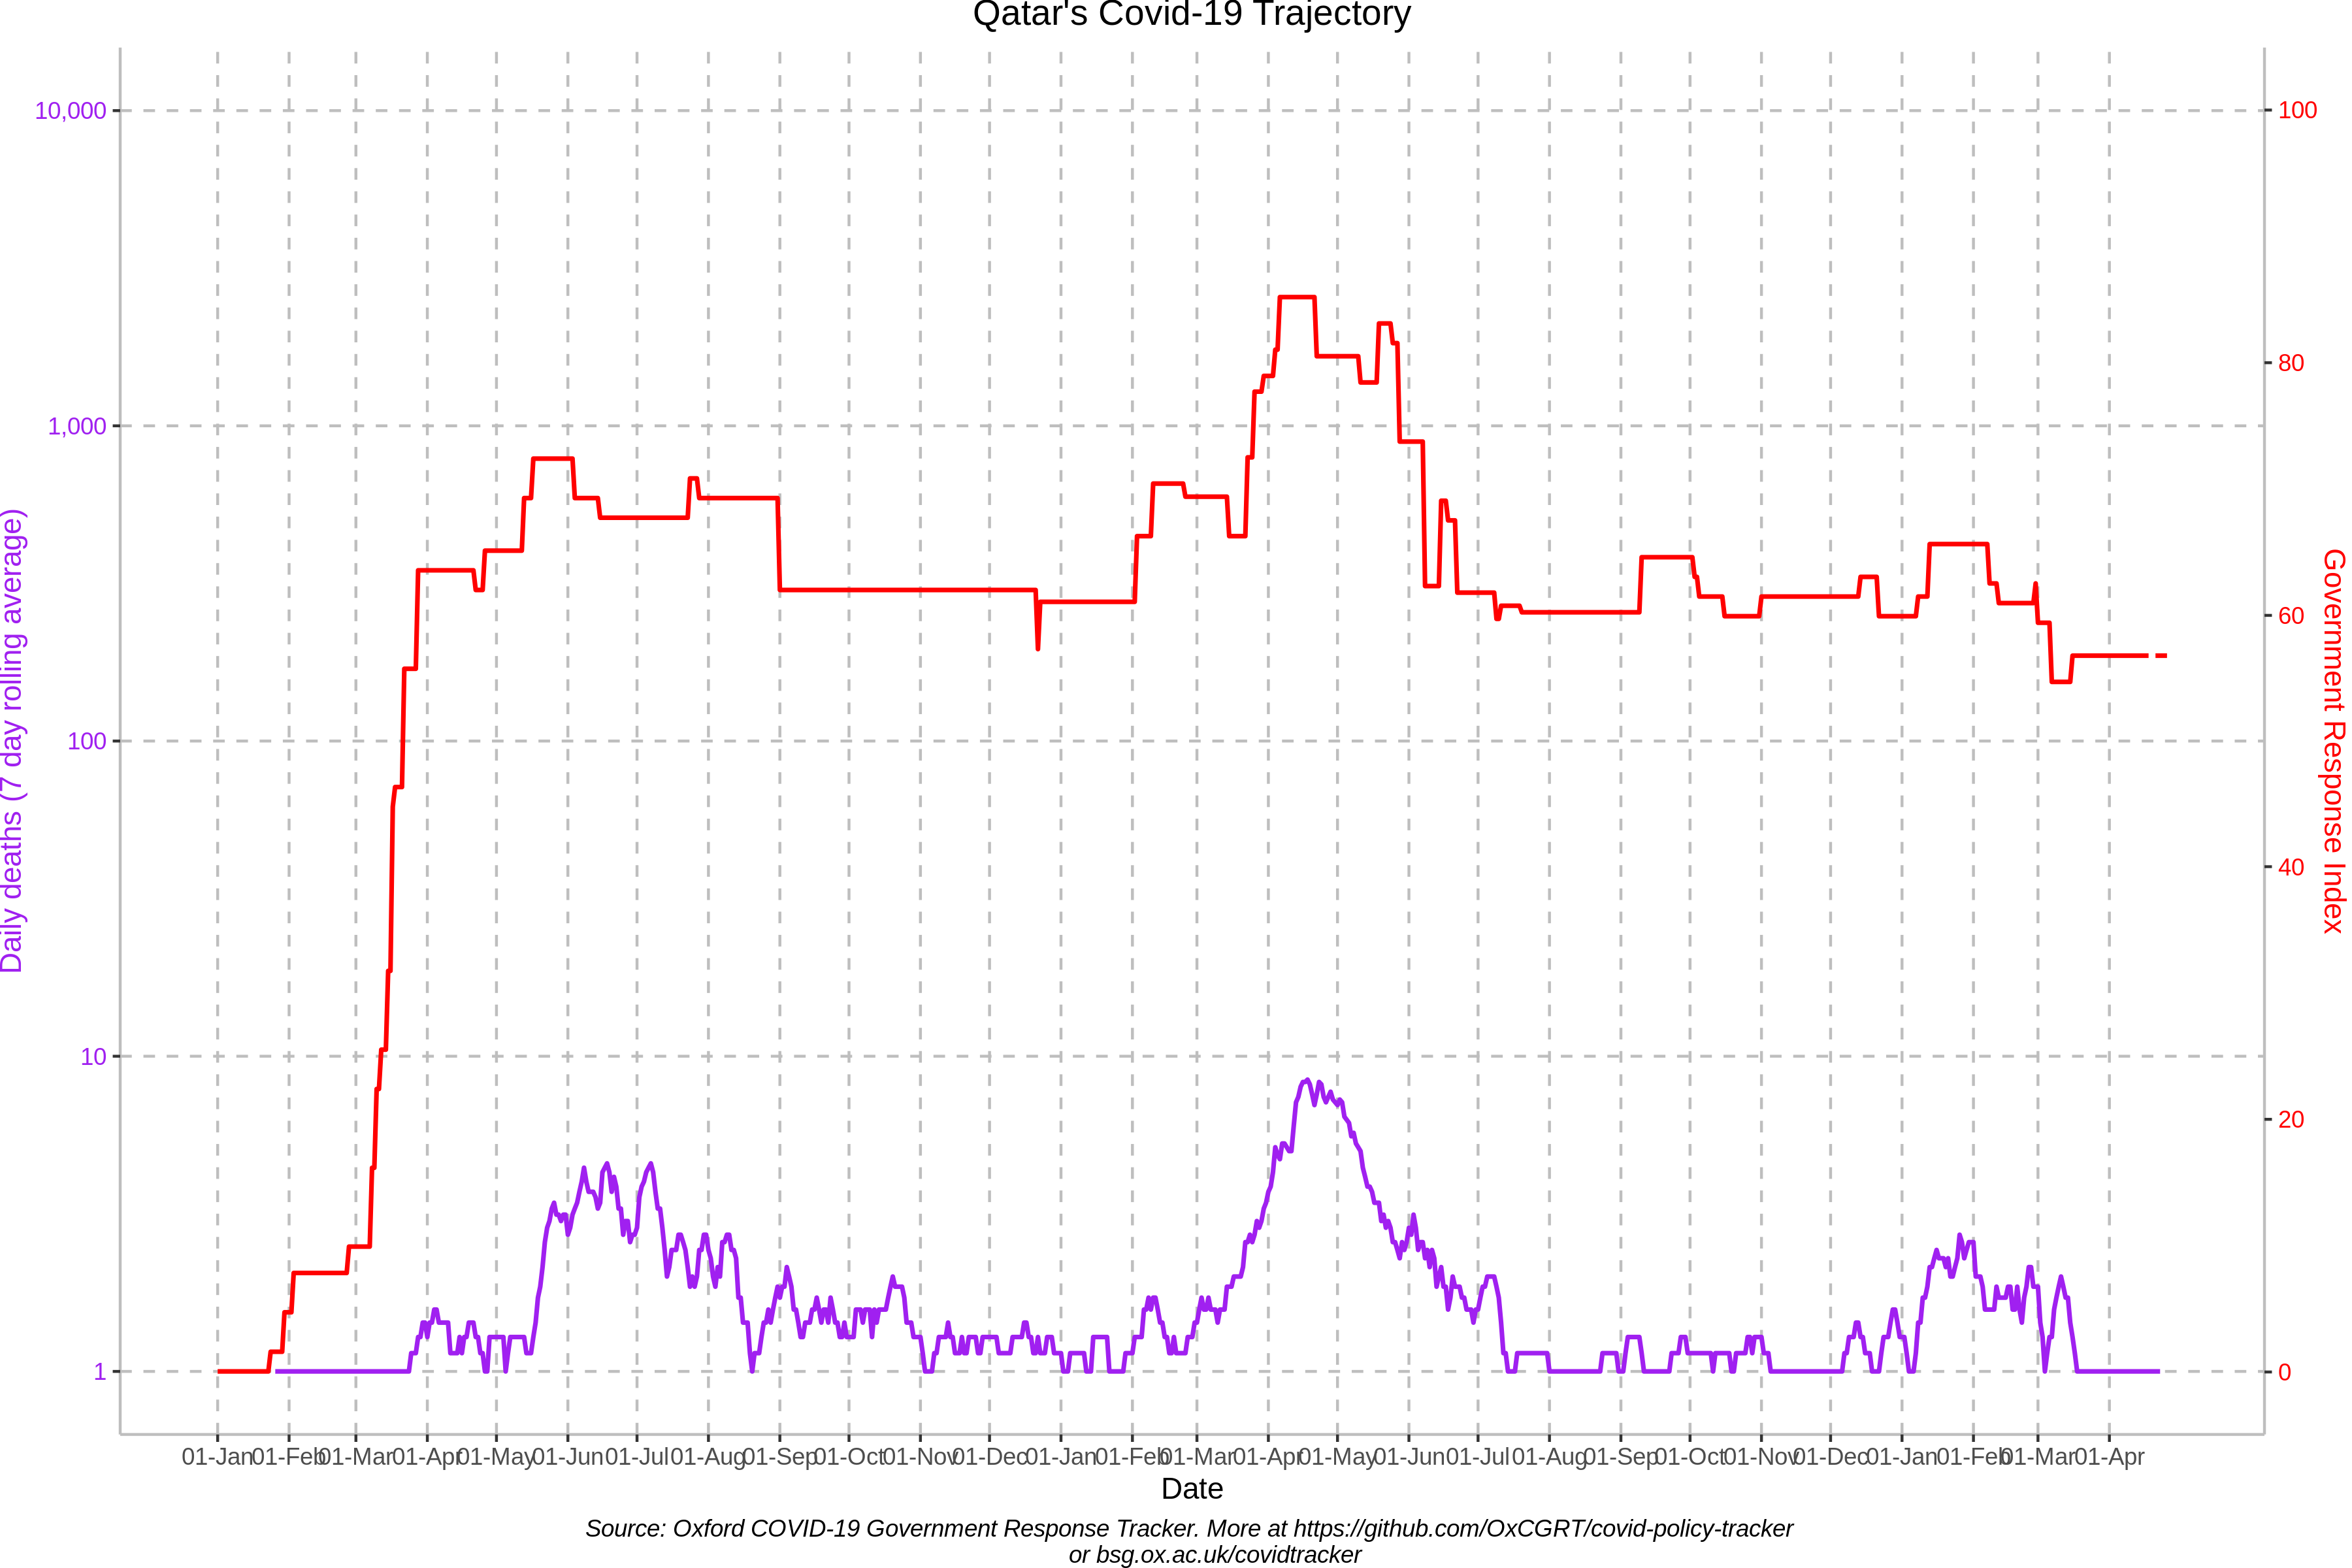 Qatar's Covid-19 Trajectory
10,000
1,000
100
10
1
Daily deaths (7 day rolling average)
100
80
60
40
20
0
Government Response Index
01-Jan 01-Feb 01-Mar 01-Apr 01-May 01-Jun 01-Jul 01-Aug 01-Sep 01-Oct 01-Nov 01-Dec 01-Jan 01-Feb 01-Mar 01-Apr 01-May 01-Jun 01-Jul 01-Aug 01-Sep 01-Oct 01-Nov 01-Dec 01-Jan 01-Feb 01-Mar 01-Apr
Date
Source: Oxford COVID-19 Government Response Tracker. More at https://github.com/OxCGRT/covid-policy-tracker
or bsg.ox.ac.uk/covidtracker